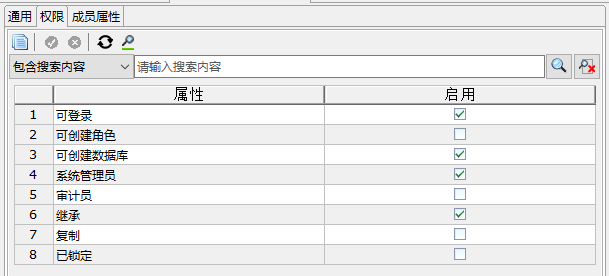 通用 权限 成员属性
包含搜索内容 请输入搜索内容
属性 启用
1 可登录
2 可创建角色
3 可创建数据库
4 系统管理员
5 审计员
6 继承
7 复制
8 已锁定